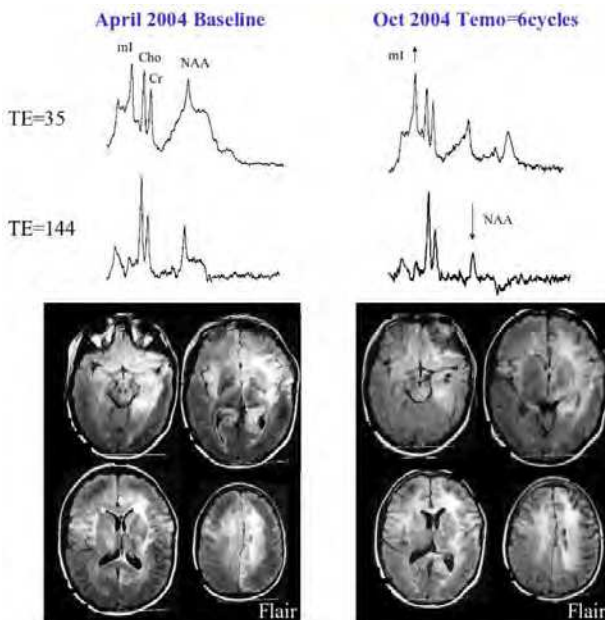 April 2004 Baseline
Oct 2004 Temo=6cycles
TE=35
mI
Cho
Cr
NAA
mI
TE=144
NAA
Flair
Flair